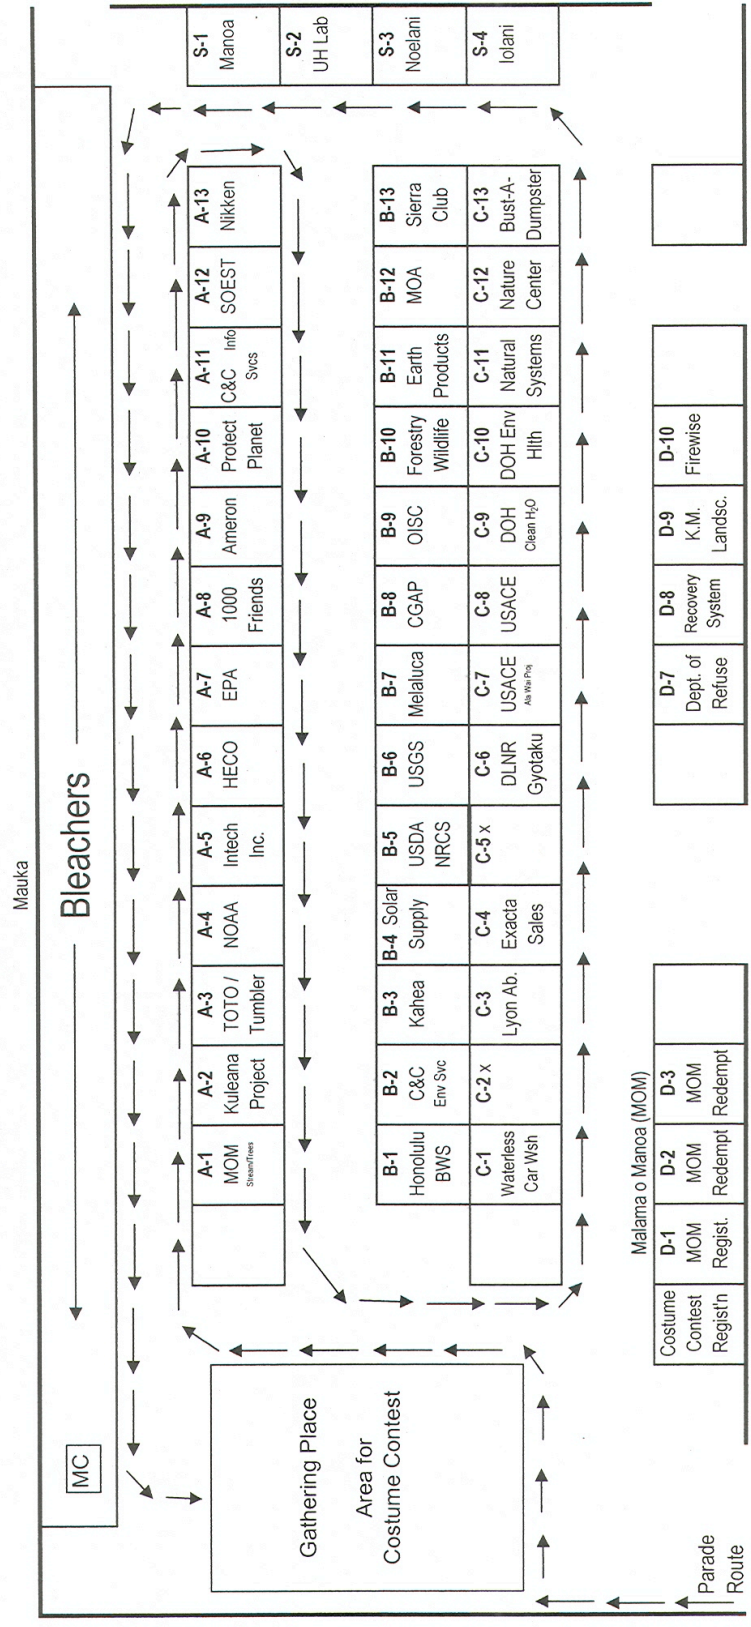 Mauka
Bleachers
MC
S-1
Manoa
S-2
UH Lab
S-3
Noelani
S-4
Iolani
A-1
MOM
Stream/Trees
A-2
Kuleana
Project
A-3
TOTO /
Tumbler
A-4
NOAA
A-5
Intech
Inc.
A-6
HECO
A-7
EPA
A-8
1000
Friends
A-9
Ameron
A-10
Protect
Planet
A-11
C&C Info
Svcs
A-12
SOEST
A-13
Nikken
B-1
Honolulu
BWS
B-2
C&C
Env Svc
B-3
Kahea
B-4 Solar
Supply
B-5
USDA
NRCS
B-6
USGS
B-7
Melaluca
B-8
CGAP
B-9
OISC
B-10
Forestry
Wildlife
B-11
Earth
Products
B-12
MOA
B-13
Sierra
Club
C-1
Waterless
Car Wsh
C-2 x
C-3
Lyon Ab.
C-4
Exacta
Sales
C-5 x
C-6
DLNR
Gyotaku
C-7
USACE
Ala Wai Proj
C-8
USACE
C-9
DOH
Clean H₂O
C-10
DOH Env
Hlth
C-11
Natural
Systems
C-12
Nature
Center
C-13
Bust-A-
Dumpster
Gathering Place
Area for
Costume Contest
Malama o Manoa (MOM)
Costume
Contest
Regist'n
D-1
MOM
Regist.
D-2
MOM
Redempt
D-3
MOM
Redempt
D-7
Dept. of
Refuse
D-8
Recovery
System
D-9
K.M.
Landsc.
D-10
Firewise
Parade
Route